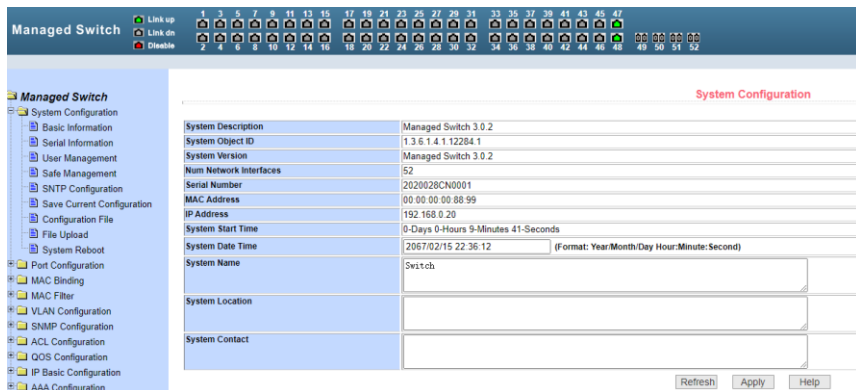 Managed Switch
Link up
Link dn
Disable
1 3 5 7 9 11 13 15 17 19 21 23 25 27 29 31 33 35 37 39 41 43 45 47
2 4 6 8 10 12 14 16 18 20 22 24 26 28 30 32 34 36 38 40 42 44 46 48 49 50 51 52
Managed Switch
System Configuration
Basic Information
Serial Information
User Management
Safe Management
SNTP Configuration
Save Current Configuration
Configuration File
File Upload
System Reboot
Port Configuration
MAC Binding
MAC Filter
VLAN Configuration
SNMP Configuration
ACL Configuration
QOS Configuration
IP Basic Configuration
AAA Configuration
System Configuration
System Description Managed Switch 3.0.2
System Object ID 1.3.6.1.4.1.12284.1
System Version Managed Switch 3.0.2
Num Network Interfaces 52
Serial Number 2020028CN0001
MAC Address 00:00:00:00:88:99
IP Address 192.168.0.20
System Start Time 0-Days 0-Hours 9-Minutes 41-Seconds
System Date Time 2067/02/15 22:36:12 (Format: Year/Month/Day Hour:Minute:Second)
System Name Switch
System Location
System Contact
Refresh Apply Help